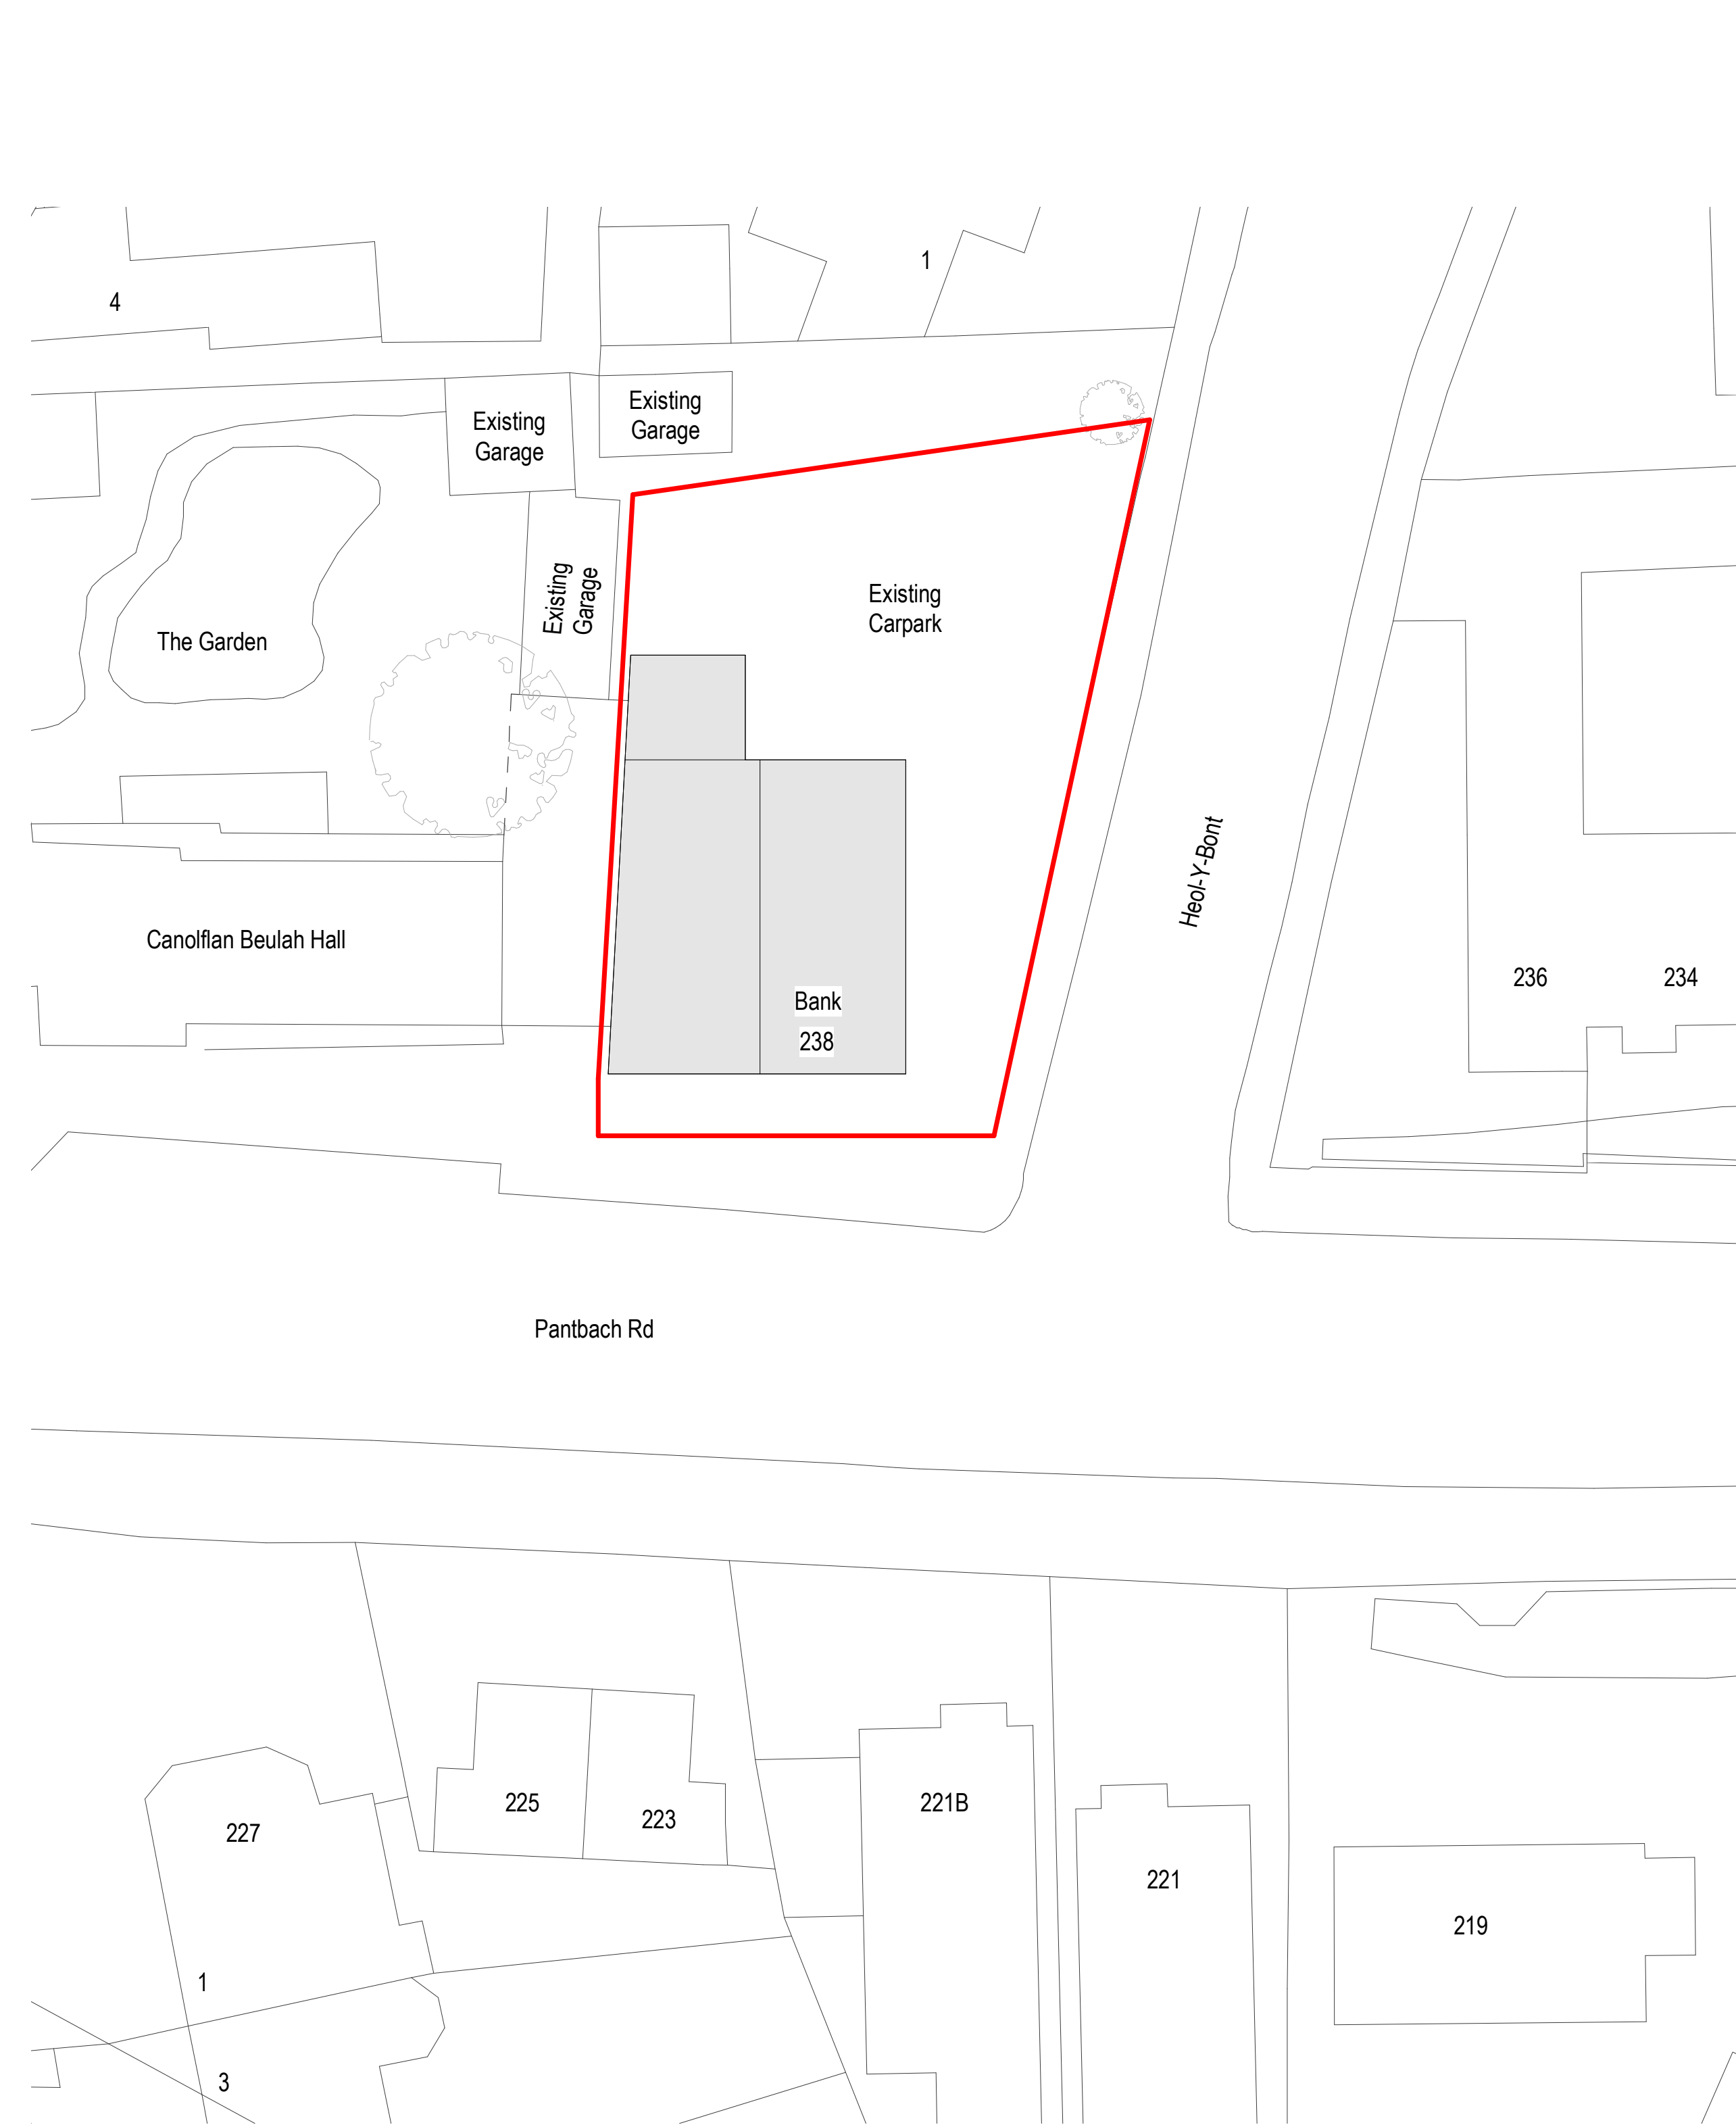 1
4
Existing
Garage
Existing
Garage
Existing
Garage
Existing
Carpark
The Garden
Heol-Y-Bont
Canolflan Beulah Hall
Bank
238
236
234
Pantbach Rd
225
223
221B
227
221
219
1
3